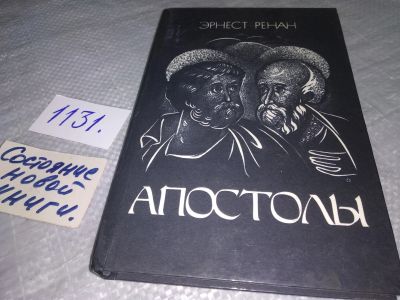 ЭРНЕСТ РЕНАН
АПОСТОЛЫ
1131.
Состояние
новой
книги.